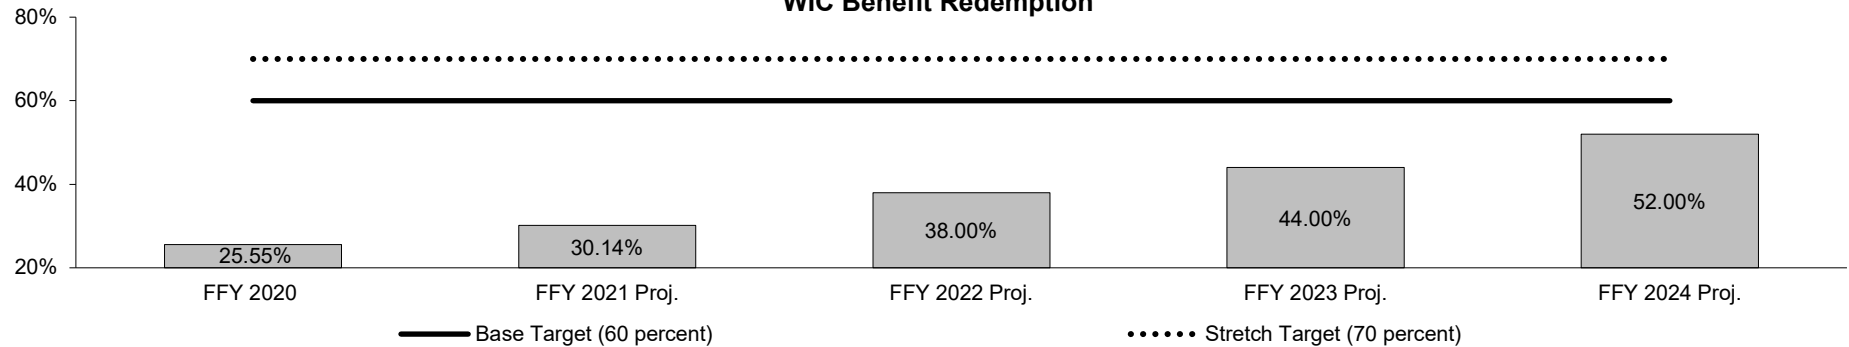 WIC Benefit Redemption
80%
60%
40%
20%
25.55%
30.14%
38.00%
44.00%
52.00%
FFY 2020
FFY 2021 Proj.
FFY 2022 Proj.
FFY 2023 Proj.
FFY 2024 Proj.
Base Target (60 percent)
Stretch Target (70 percent)